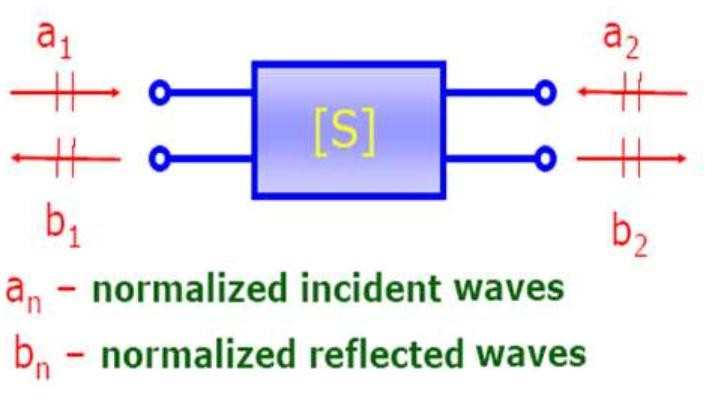 a₁ a₂
[S]
b₁ b₂
aₙ – normalized incident waves
bₙ – normalized reflected waves